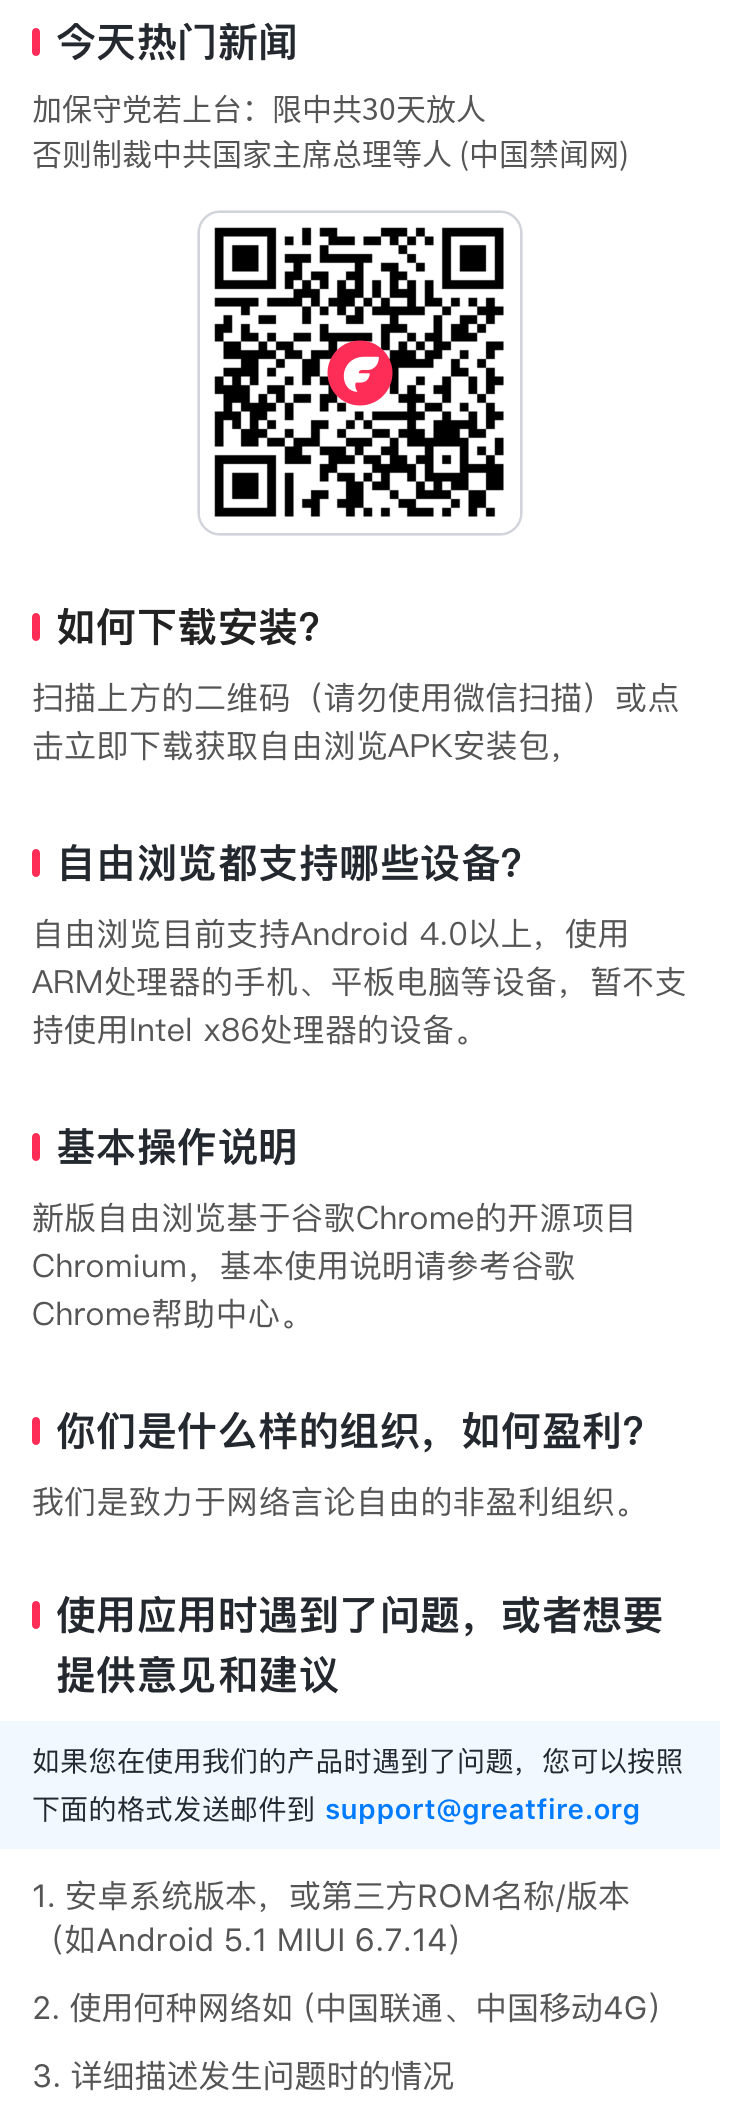 今天热门新闻
加保守党若上台：限中共30天放人
否则制裁中共国家主席总理等人 (中国禁闻网)
如何下载安装?
扫描上方的二维码（请勿使用微信扫描）或点
击立即下载获取自由浏览APK安装包，
自由浏览都支持哪些设备?
自由浏览目前支持Android 4.0以上，使用
ARM处理器的手机、平板电脑等设备，暂不支
持使用Intel x86处理器的设备。
基本操作说明
新版自由浏览基于谷歌Chrome的开源项目
Chromium，基本使用说明请参考谷歌
Chrome帮助中心。
你们是什么样的组织，如何盈利?
我们是致力于网络言论自由的非盈利组织。
使用应用时遇到了问题，或者想要
提供意见和建议
如果您在使用我们的产品时遇到了问题，您可以按照
下面的格式发送邮件到 support@greatfire.org
1. 安卓系统版本，或第三方ROM名称/版本
（如Android 5.1 MIUI 6.7.14）
2. 使用何种网络如 (中国联通、中国移动4G）
3. 详细描述发生问题时的情况